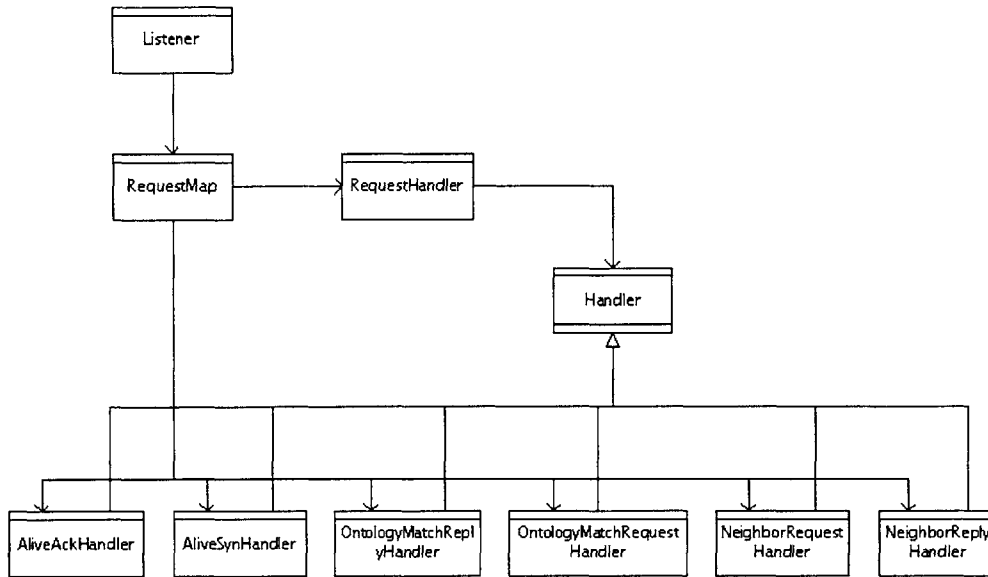 Listener
RequestMap
RequestHandler
Handler
AliveAckHandler
AliveSynHandler
OntologyMatchRepl
yHandler
OntologyMatchRequest
Handler
NeighborRequest
Handler
NeighborReply
Handler